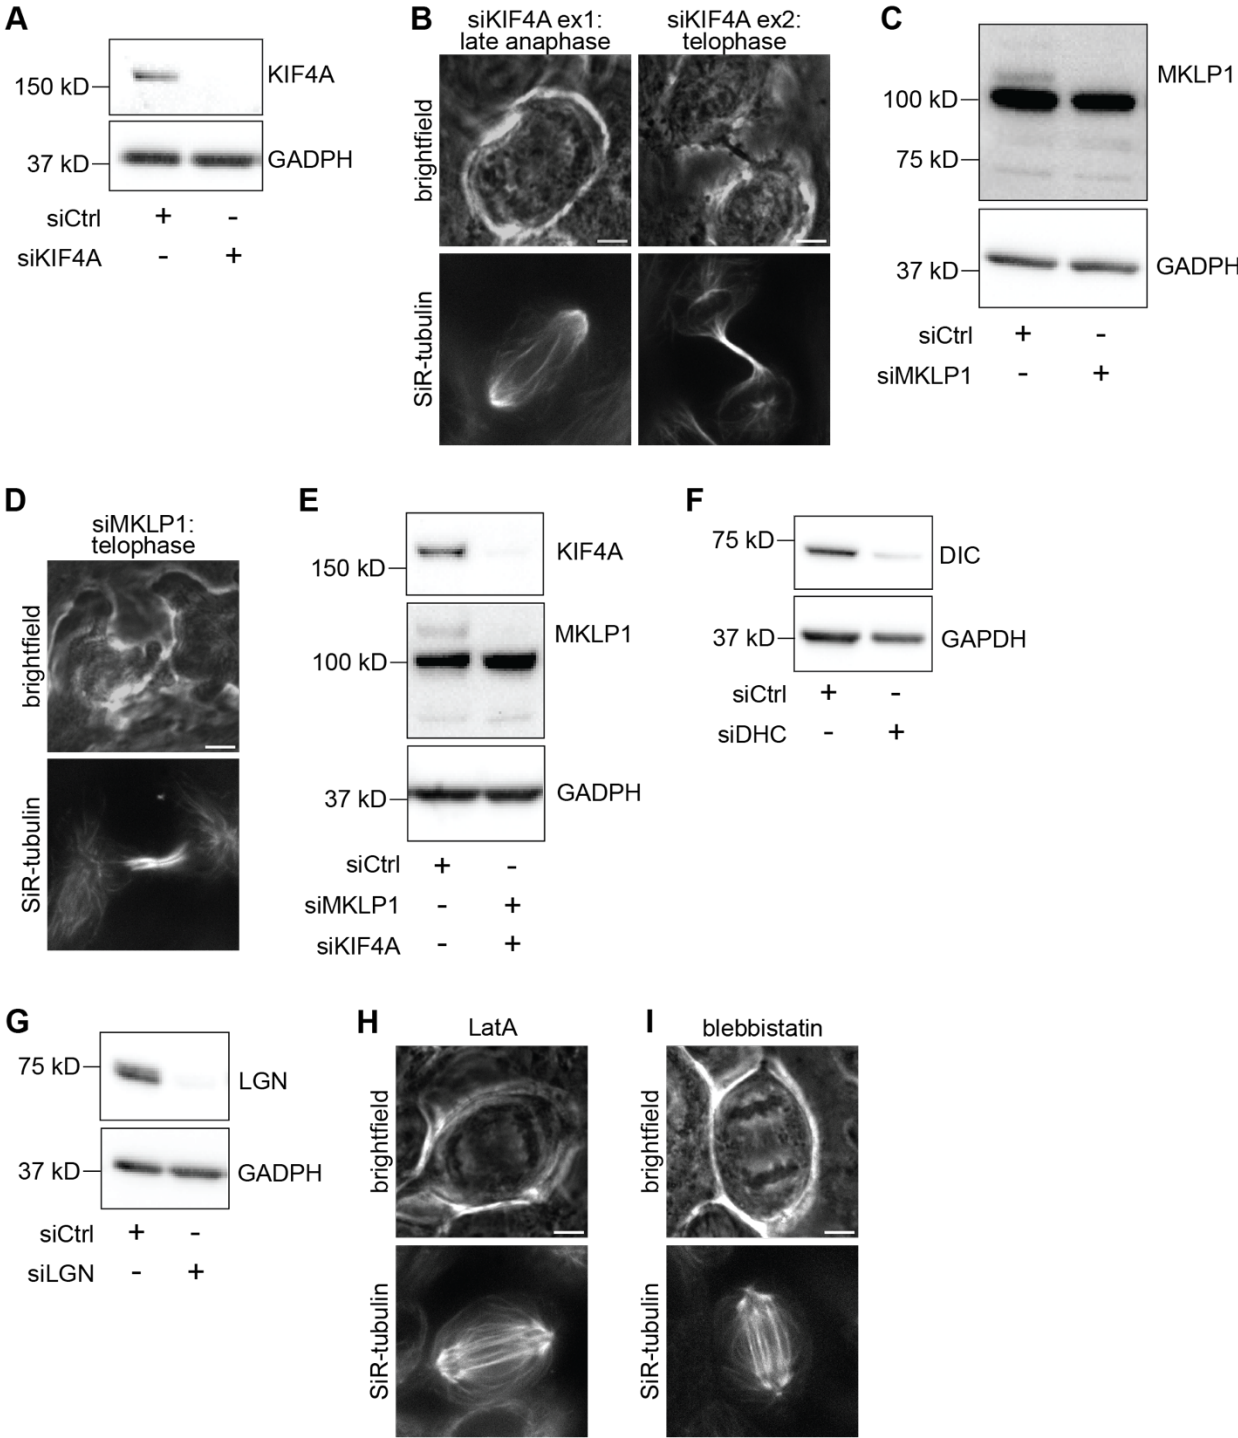 A
150 kD
KIF4A
37 kD
GADPH
siCtrl + -
siKIF4A - +
B
siKIF4A ex1:
late anaphase
siKIF4A ex2:
telophase
brightfield
SiR-tubulin
C
100 kD
MKLP1
75 kD
37 kD
GADPH
siCtrl + -
siMKLP1 - +
D
siMKLP1:
telophase
brightfield
SiR-tubulin
E
150 kD
KIF4A
100 kD
MKLP1
37 kD
GADPH
siCtrl + -
siMKLP1 - +
siKIF4A - +
F
75 kD
DIC
37 kD
GAPDH
siCtrl + -
siDHC - +
G
75 kD
LGN
37 kD
GADPH
siCtrl + -
siLGN - +
H
LatA
brightfield
SiR-tubulin
I
blebbistatin
brightfield
SiR-tubulin